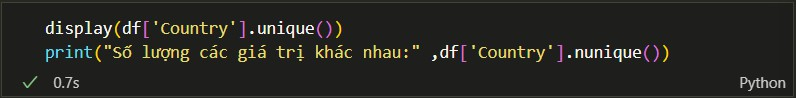 display(df['Country'].unique())
print("Số lượng các giá trị khác nhau:" ,df['Country'].nunique())
0.7s
Python